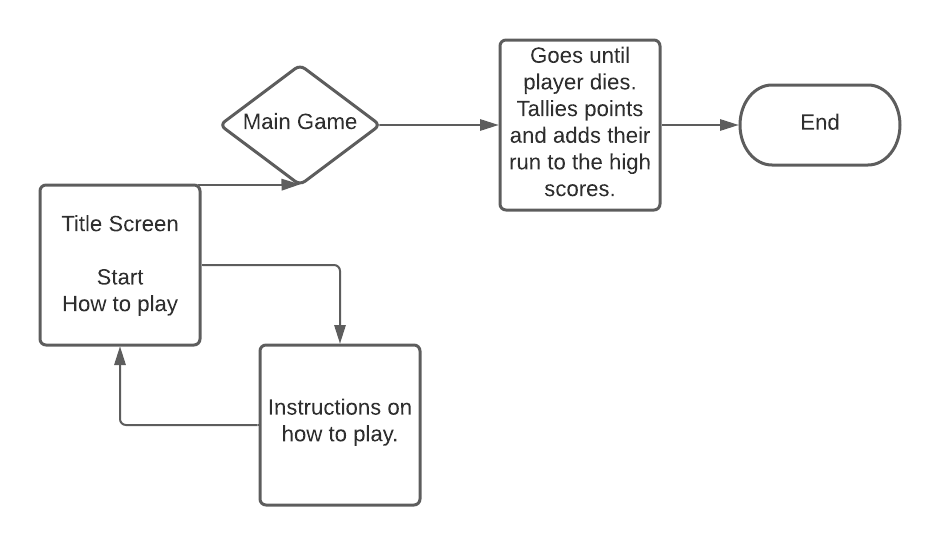 Main Game
Goes until
player dies.
Tallies points
and adds their
run to the high
scores.
End
Title Screen
Start
How to play
Instructions on
how to play.